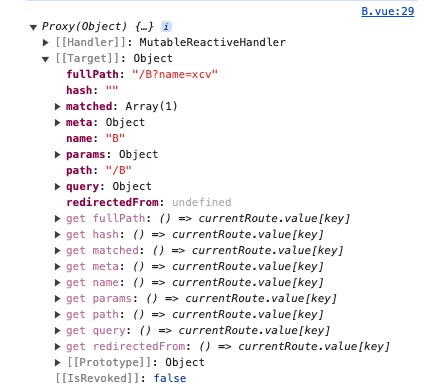 B.vue:29
Proxy(Object) {…} i
[[Handler]]: MutableReactiveHandler
[[Target]]: Object
fullPath: "/B?name=xcv"
hash: ""
matched: Array(1)
meta: Object
name: "B"
params: Object
path: "/B"
query: Object
redirectedFrom: undefined
get fullPath: () => currentRoute.value[key]
get hash: () => currentRoute.value[key]
get matched: () => currentRoute.value[key]
get meta: () => currentRoute.value[key]
get name: () => currentRoute.value[key]
get params: () => currentRoute.value[key]
get path: () => currentRoute.value[key]
get query: () => currentRoute.value[key]
get redirectedFrom: () => currentRoute.value[key]
[[Prototype]]: Object
[[IsRevoked]]: false